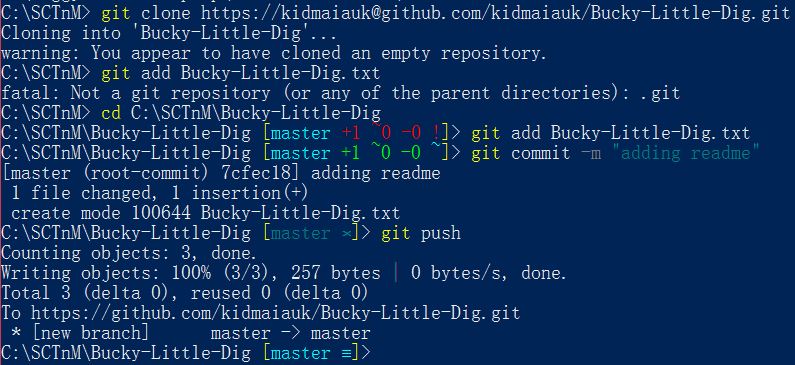 C:\SCTnM> git clone https://kidmaiauk@github.com/kidmaiauk/Bucky-Little-Dig.git
Cloning into 'Bucky-Little-Dig'...
warning: You appear to have cloned an empty repository.
C:\SCTnM> git add Bucky-Little-Dig.txt
fatal: Not a git repository (or any of the parent directories): .git
C:\SCTnM> cd C:\SCTnM\Bucky-Little-Dig
C:\SCTnM\Bucky-Little-Dig [master +1 ~0 -0 !]> git add Bucky-Little-Dig.txt
C:\SCTnM\Bucky-Little-Dig [master +1 ~0 -0 ~]> git commit -m "adding readme"
[master (root-commit) 7cfec18] adding readme
 1 file changed, 1 insertion(+)
 create mode 100644 Bucky-Little-Dig.txt
C:\SCTnM\Bucky-Little-Dig [master ×]> git push
Counting objects: 3, done.
Writing objects: 100% (3/3), 257 bytes | 0 bytes/s, done.
Total 3 (delta 0), reused 0 (delta 0)
To https://github.com/kidmaiauk/Bucky-Little-Dig.git
 * [new branch]      master -> master
C:\SCTnM\Bucky-Little-Dig [master ≡]>